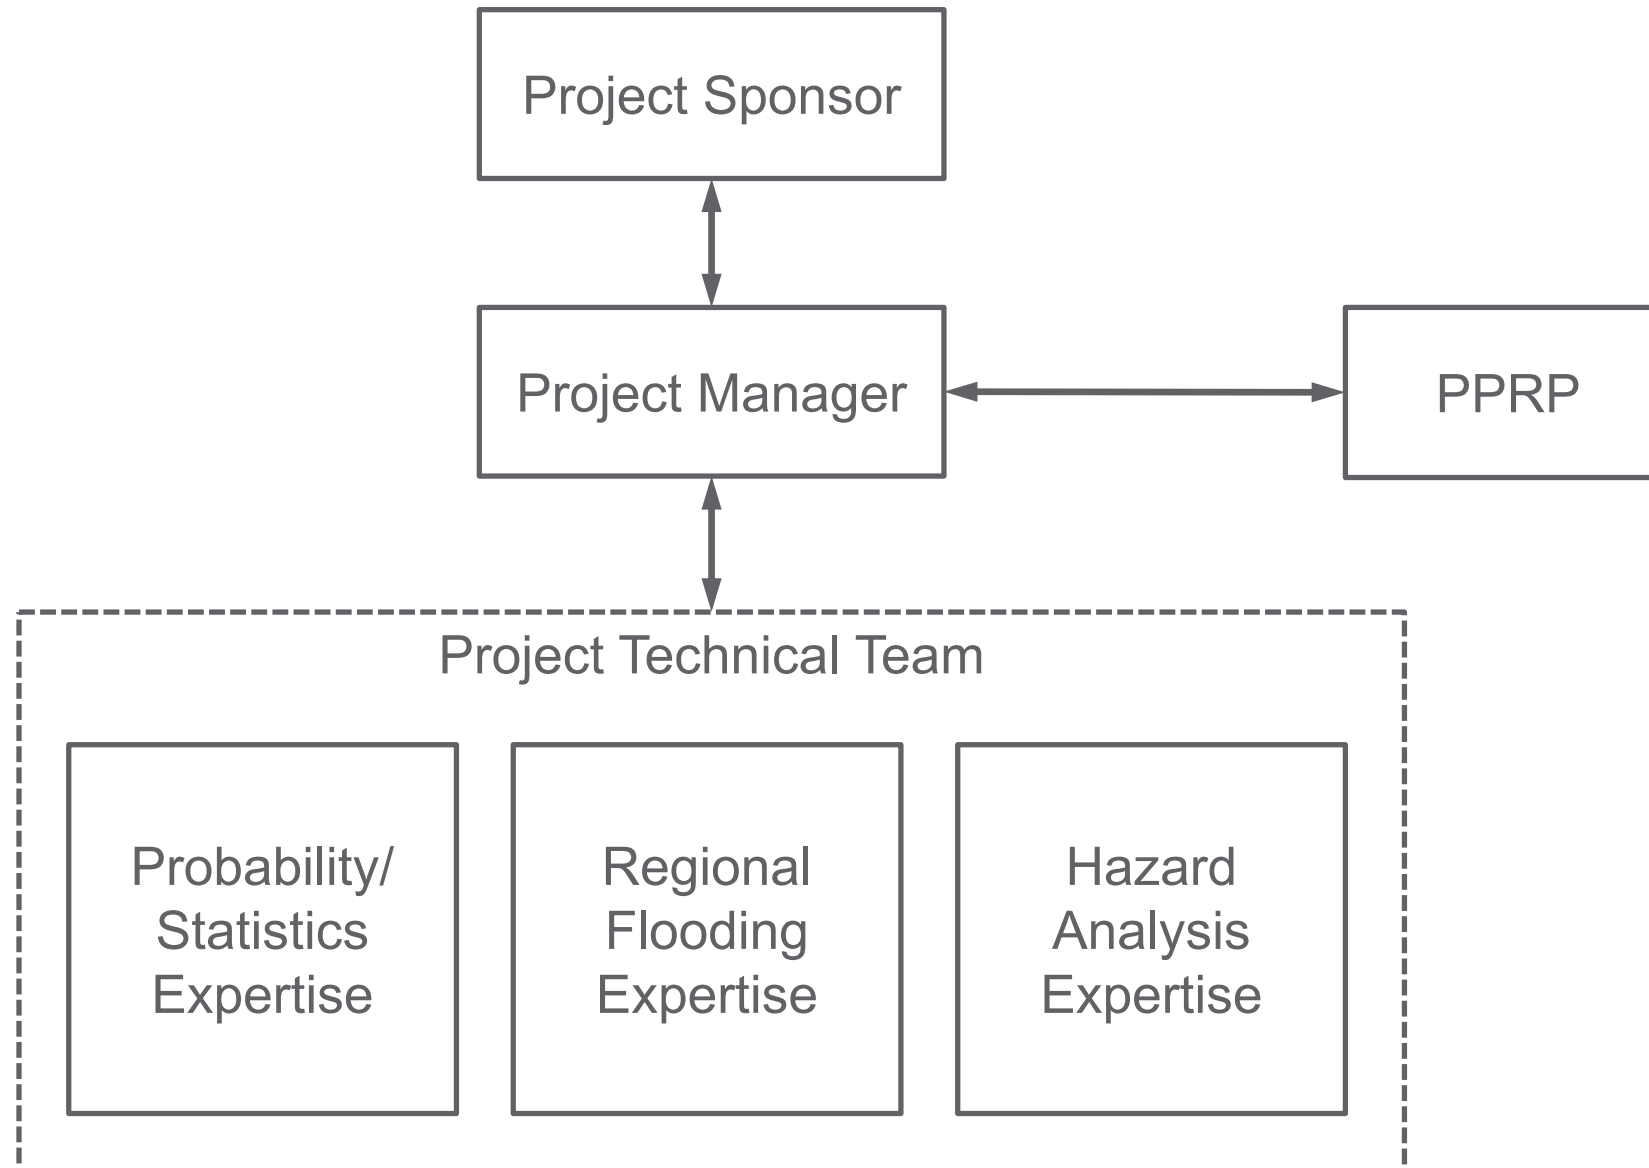 Project Sponsor
Project Manager
PPRP
Project Technical Team
Probability/
Statistics
Expertise
Regional
Flooding
Expertise
Hazard
Analysis
Expertise